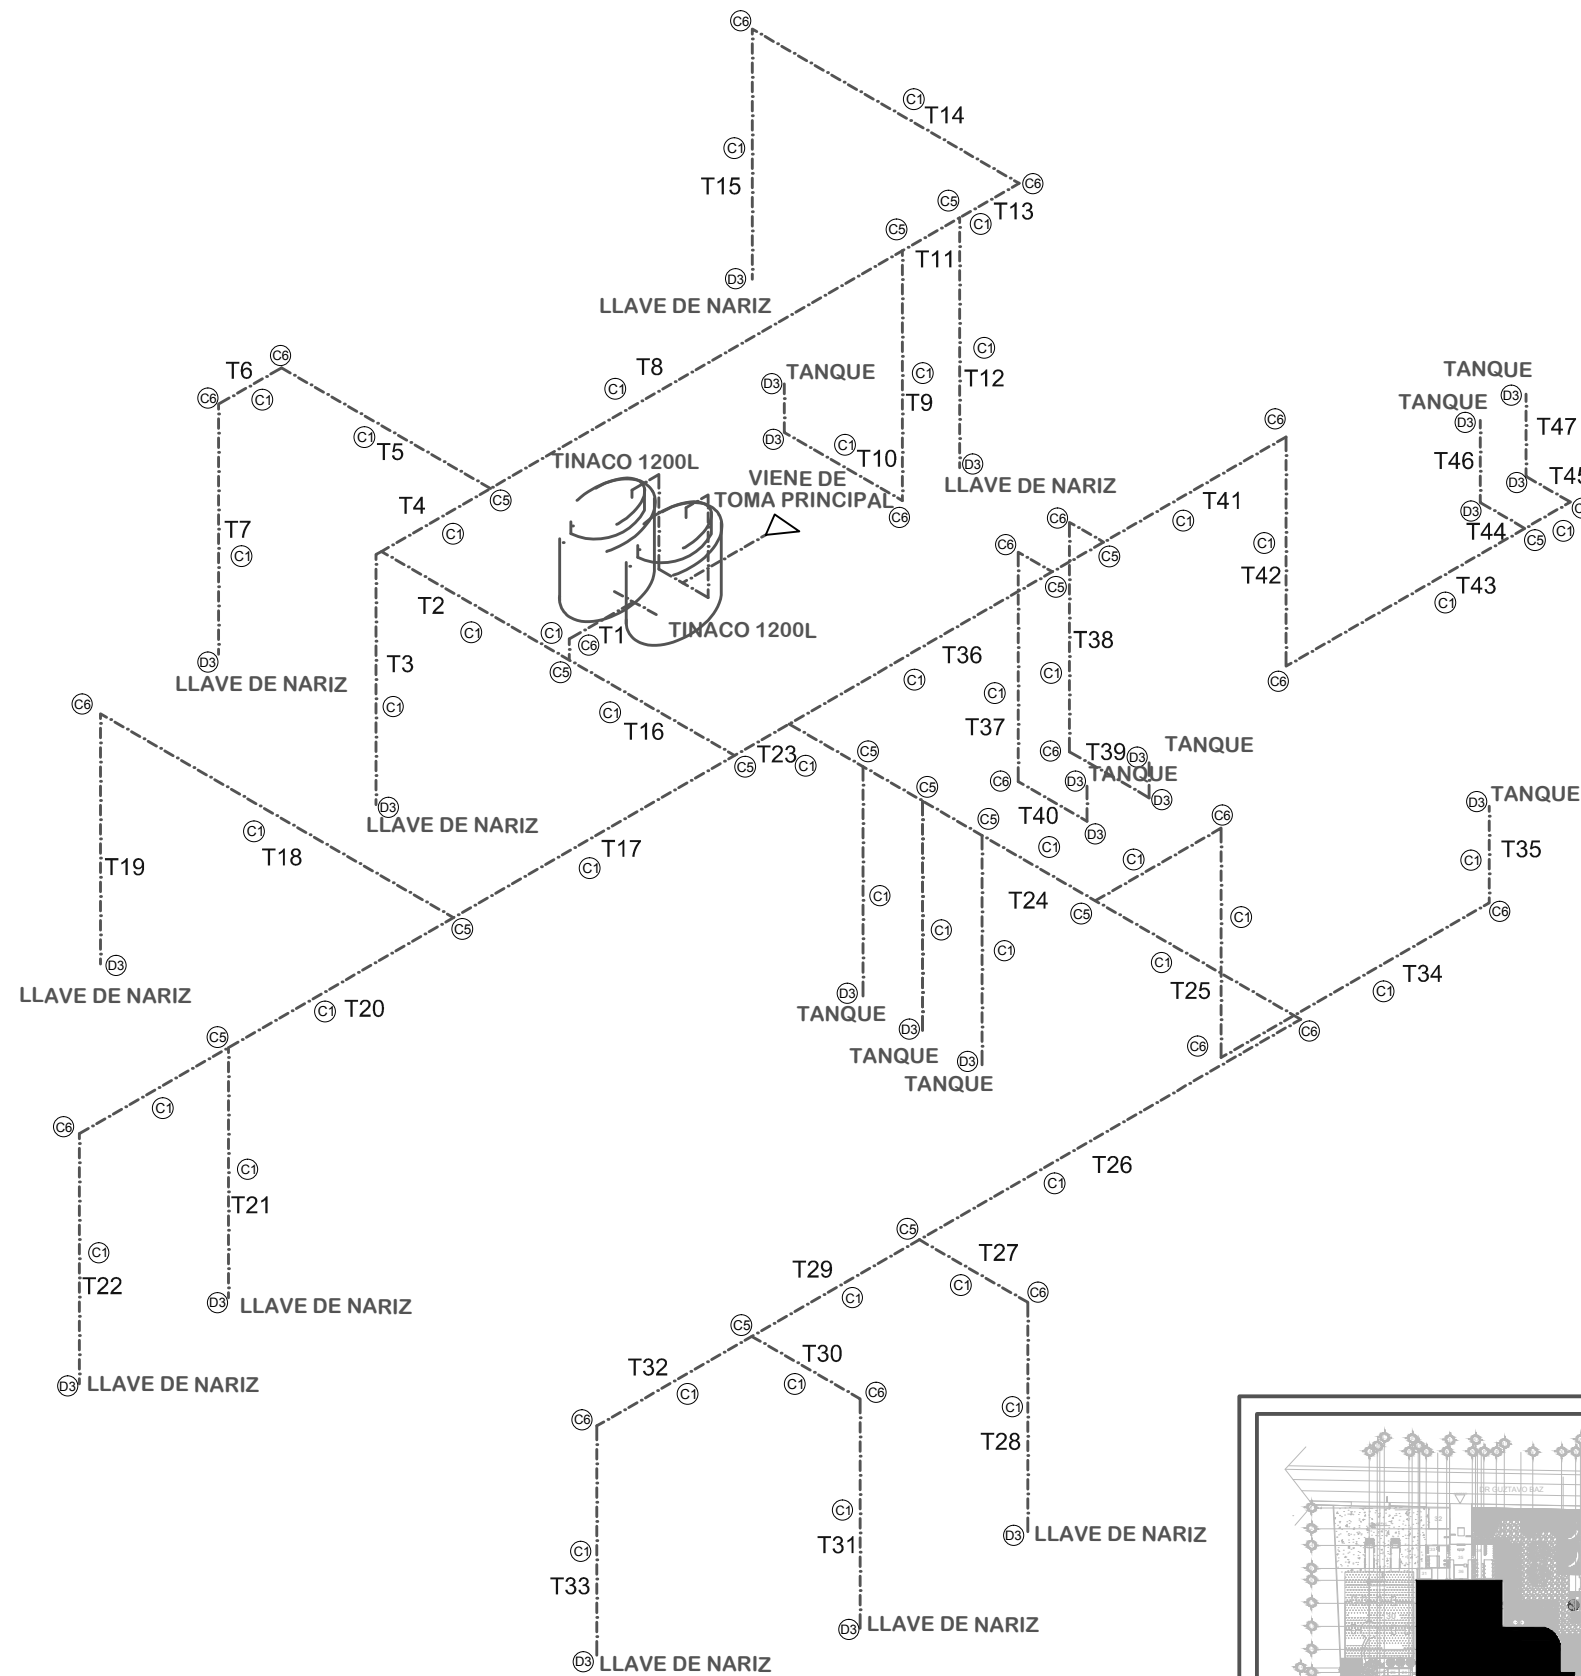 C6
C1
T14
C1
T15
C6
C5
T13
C1
C5
T11
D3
LLAVE DE NARIZ
C6
T6
C6
C1
T8
C1
C1
T12
C1
T9
TANQUE
D3
D3
C1
T10
C1
T5
TINACO 1200L
VIENE DE
TOMA PRINCIPAL
D3
LLAVE DE NARIZ
C6
T4
C5
C1
T7
C1
T2
C1
C1
C6
T1
TINACO 1200L
C5
D3
LLAVE DE NARIZ
T3
C1
C1
T16
D3
LLAVE DE NARIZ
TANQUE
D3
TANQUE
D3
T47
T46
D3
T45
D3
T44
C5
C1
C6
T41
C1
C1
T42
T43
C1
C6
C6
C5
C6
C5
T38
T36
C1
C1
C1
T37
T23
C1
C5
C6
T39
D3
TANQUE
TANQUE
D3
D3
C6
T40
D3
C1
C5
C5
C5
C6
C1
D3
TANQUE
C1
T35
C6
C6
C1
T18
T19
T17
C1
C5
D3
LLAVE DE NARIZ
T24
C5
C1
C1
C1
C1
C1
T25
T34
C1
D3
TANQUE
D3
TANQUE
D3
TANQUE
C6
C6
T20
C1
C5
C1
C6
C1
T21
C1
T22
D3
LLAVE DE NARIZ
D3
LLAVE DE NARIZ
T26
C1
C5
T27
C1
C6
T29
C1
C5
T30
C1
C6
T32
C1
C6
C1
T28
D3
LLAVE DE NARIZ
C1
T31
D3
LLAVE DE NARIZ
C1
T33
D3
LLAVE DE NARIZ